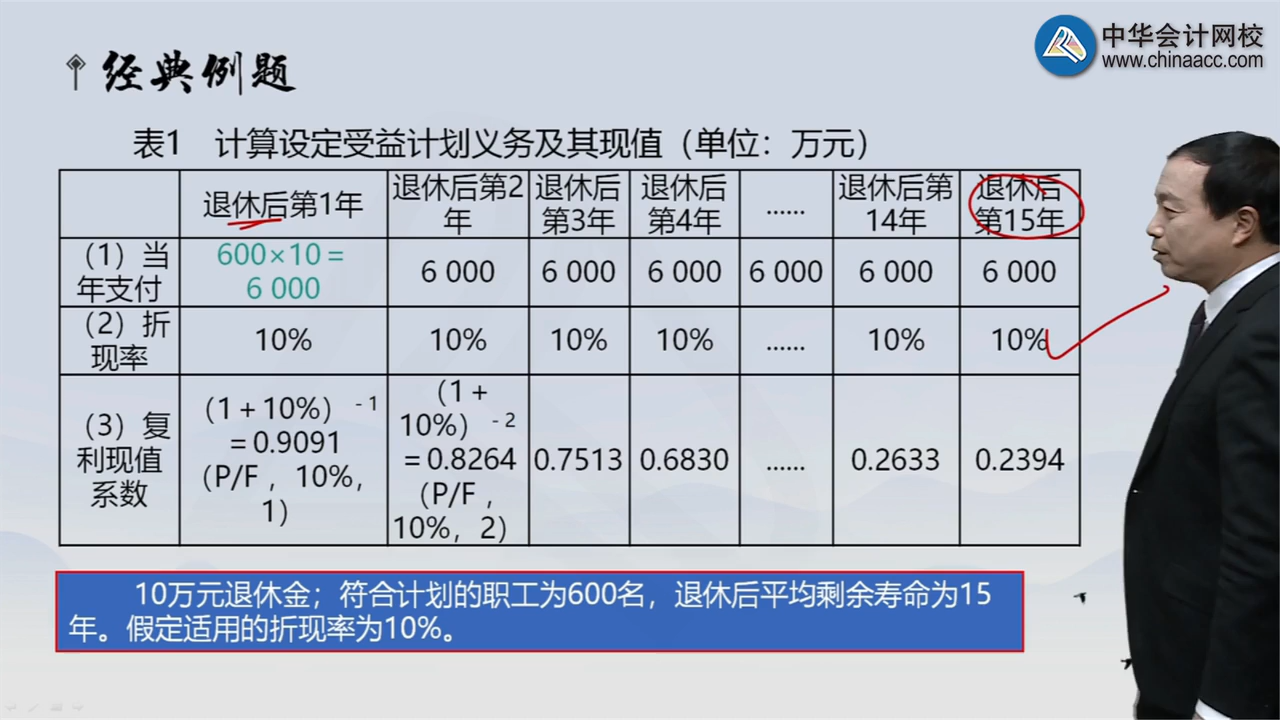 中华会计网校
www.chinaacc.com
经典例题
表1 计算设定受益计划义务及其现值（单位：万元）
退休后第1年
退休后第2
年
退休后
第3年
退休后
第4年
......
退休后第
14年
退休后
第15年
（1）当
年支付
600×10＝
6 000
6 000
6 000
6 000
6 000
6 000
6 000
（2）折
现率
10%
10%
10%
10%
......
10%
10%
（3）复
利现值
系数
（1＋10%）-1
＝0.9091
（P/F，10%，
1）
（1＋
10%）-2
＝0.8264
（P/F，
10%，2）
0.7513
0.6830
......
0.2633
0.2394
10万元退休金；符合计划的职工为600名，退休后平均剩余寿命为15
年。假定适用的折现率为10%。